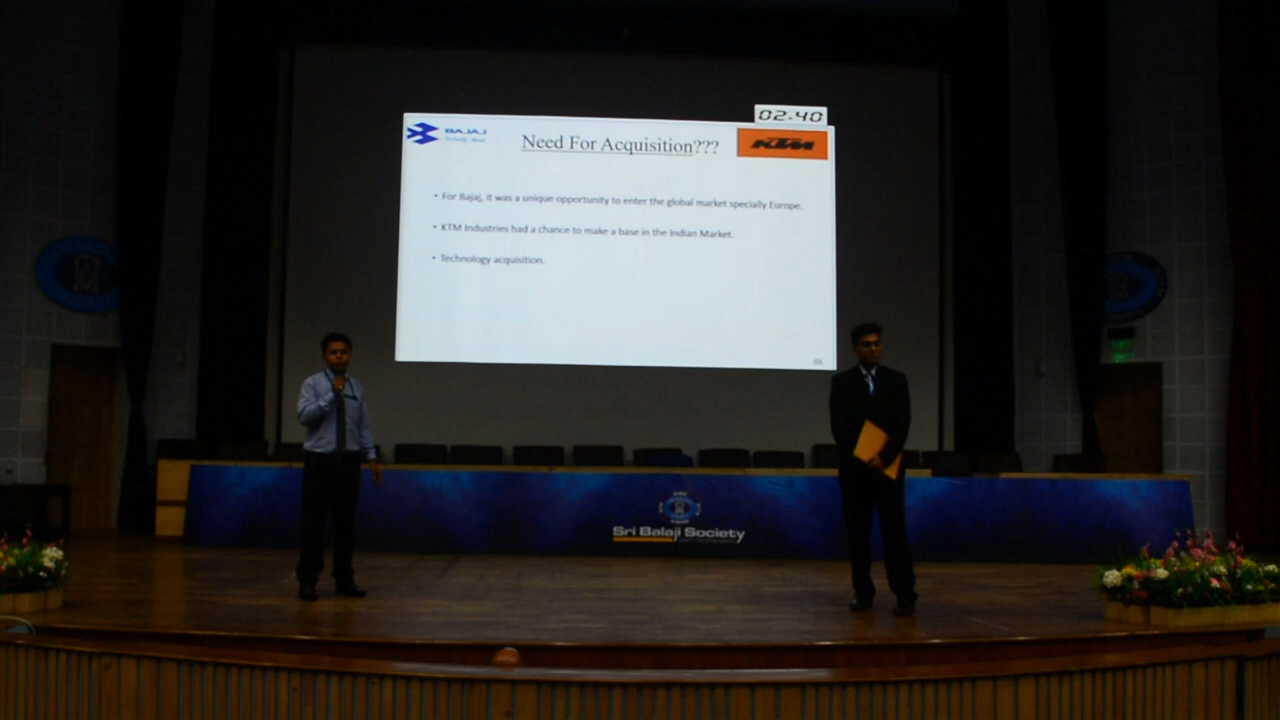 02:40
BAJAJ
Need For Acquisition???
KTM
• For Bajaj, it was a unique opportunity to enter the global market specially Europe.
• KTM Industries had a chance to make a base in the Indian Market.
• Technology acquisition.
Sri Balaji Society